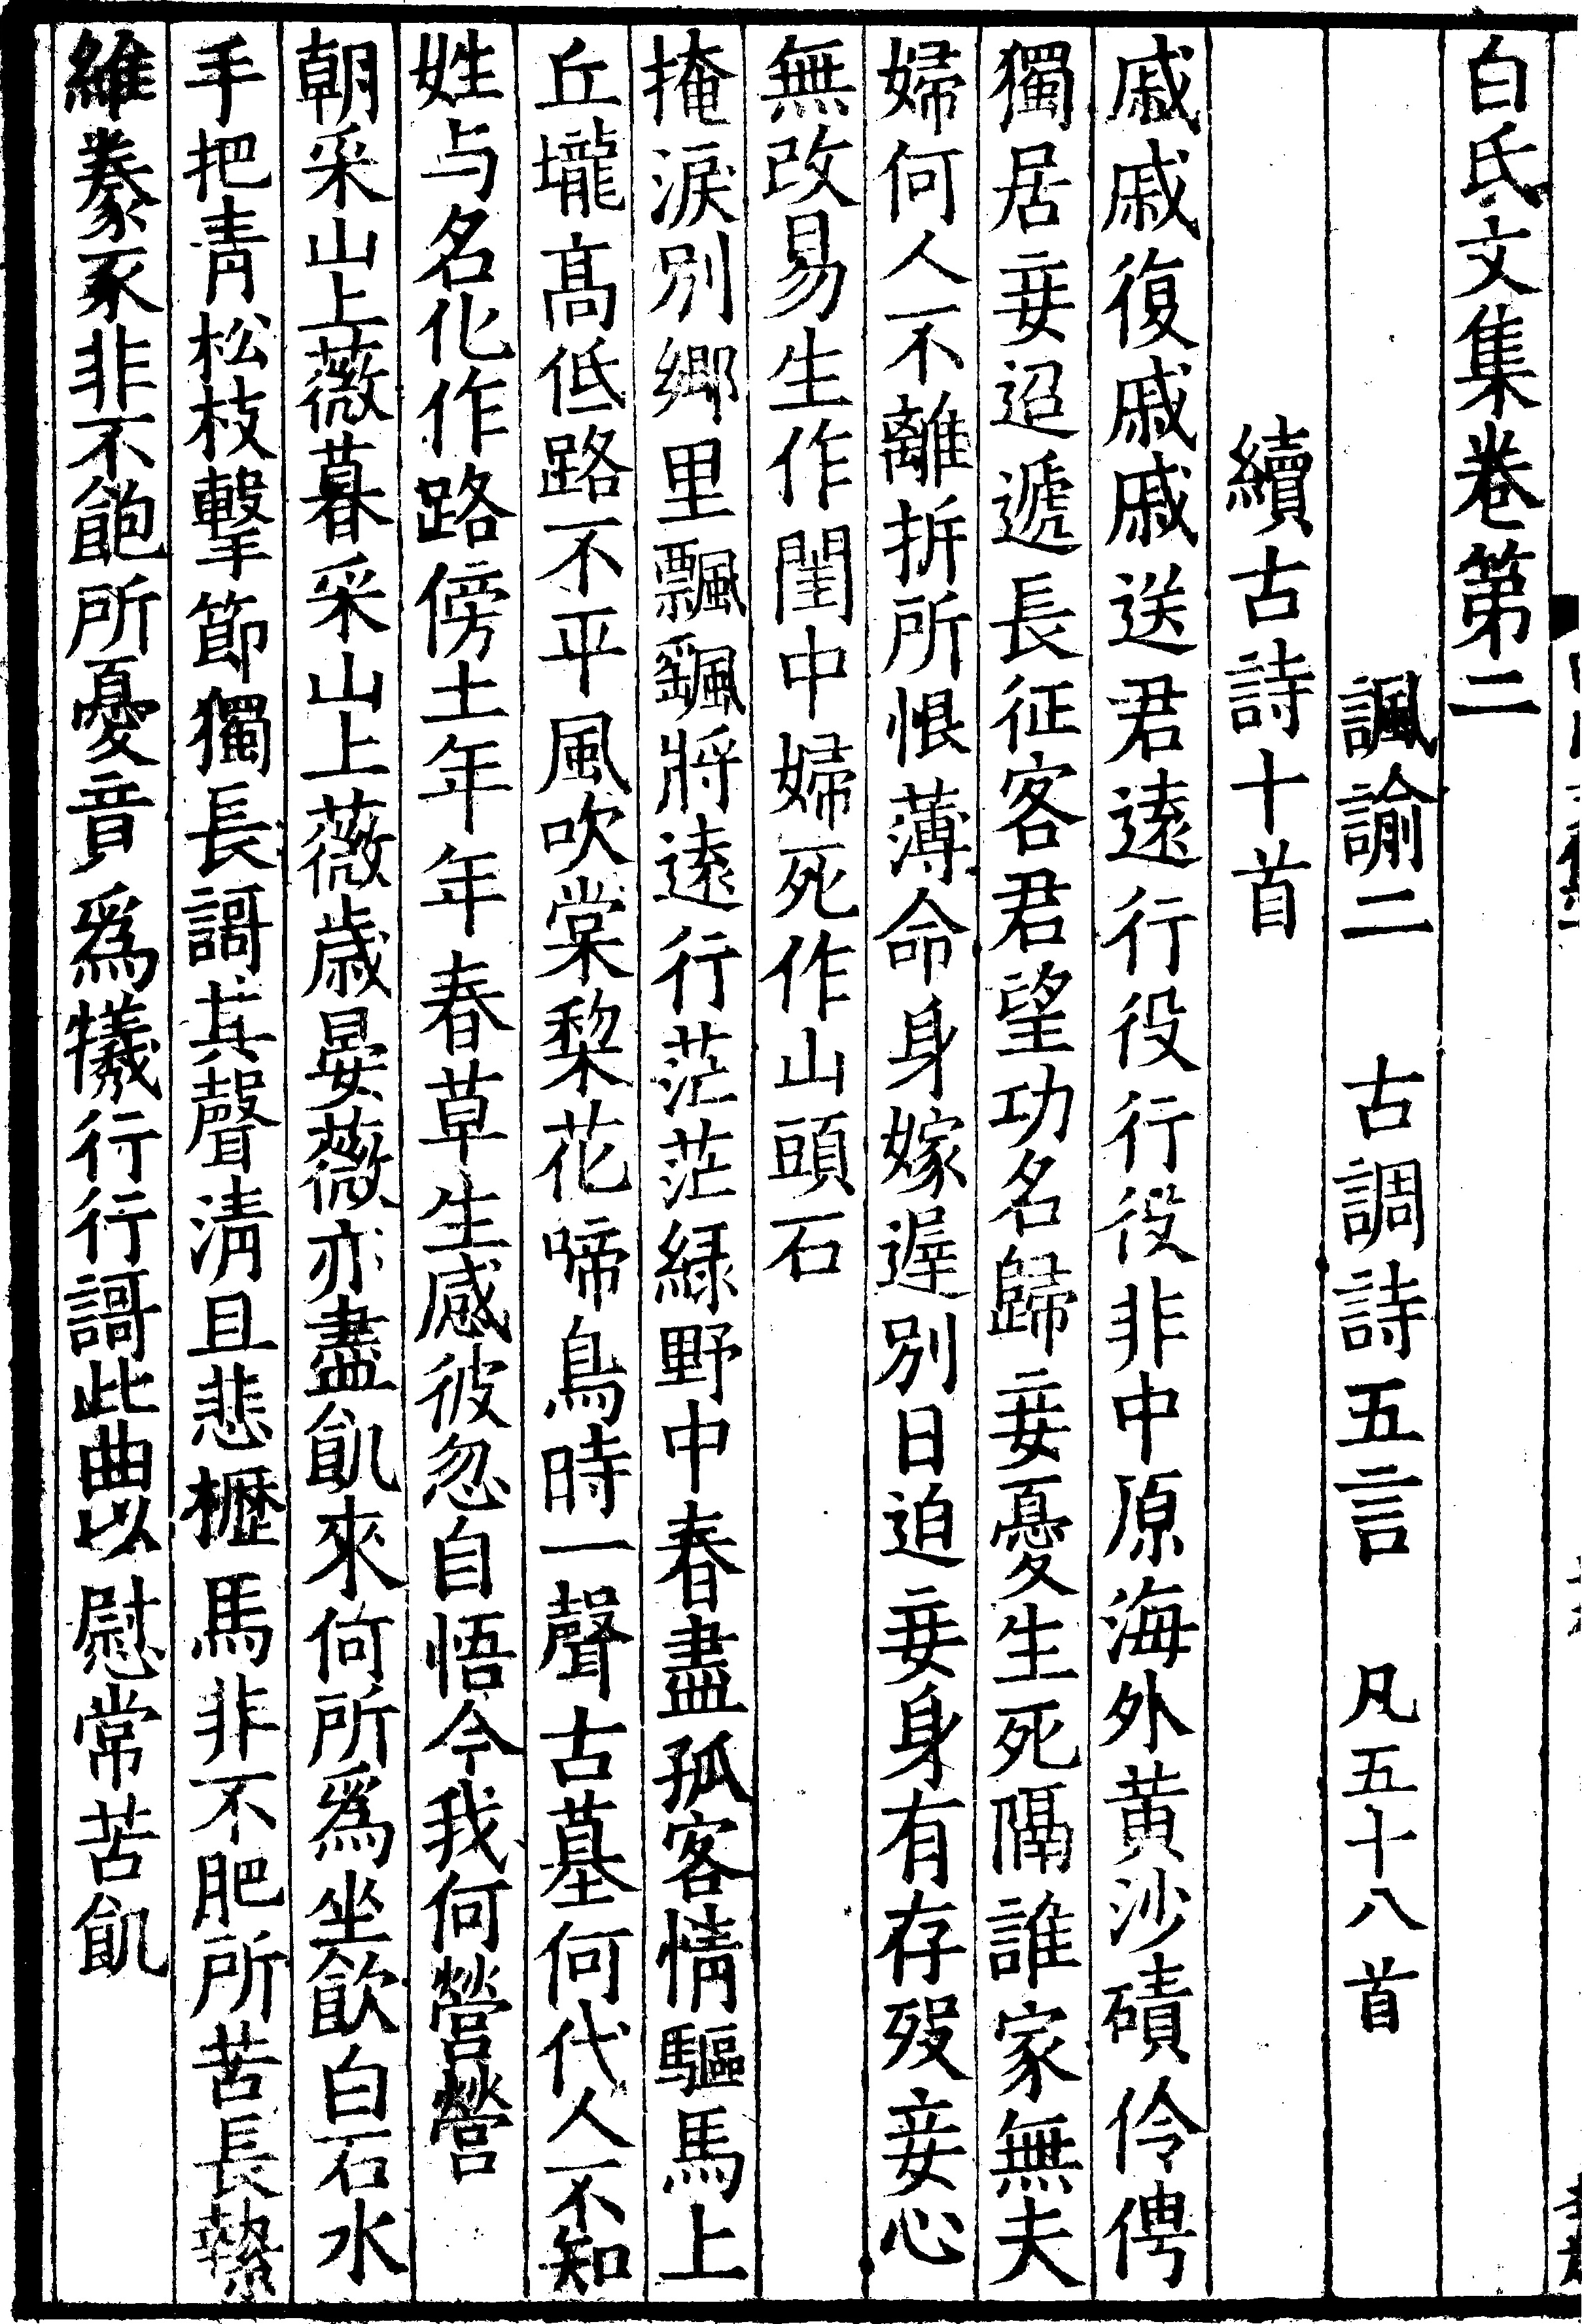 白氏文集卷第二
諷諭二　古調詩五言　凡五十八首
續古詩十首
戚戚復戚戚送君逺行役行役非中原海外黄沙磧伶俜
獨居妾迢遞長征客君望功名歸妾憂生死隔誰家無夫
婦何人不離拆所恨薄命身嫁遲別日迫妾身有存歿妾心
無改易生作閨中婦死作山頭石
掩淚別鄉里飄颻將逺行茫茫緑野中春盡孤客情驅馬上
丘壠髙低路不平風吹棠棃花啼鳥時一聲古墓何代人不知
姓与名化作路傍土年年春草生感彼忽自悟今我何營營
朝采山上薇暮采山上薇歳晏薇亦盡飢來何所爲坐飲白石水
手把青松枝擊節獨長謌其聲清且悲櫪馬非不肥所苦長縶
維豢豕非不飽所憂竟爲犧行行謌此曲以慰常苦飢